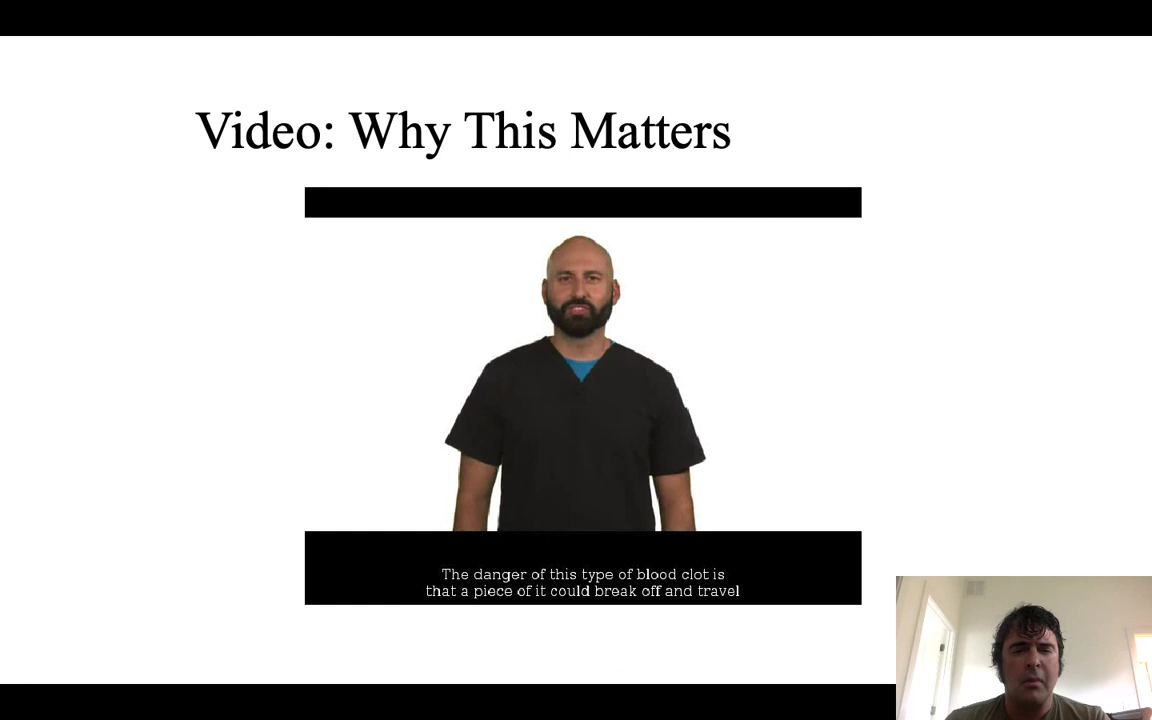 Video: Why This Matters
The danger of this type of blood clot is
that a piece of it could break off and travel